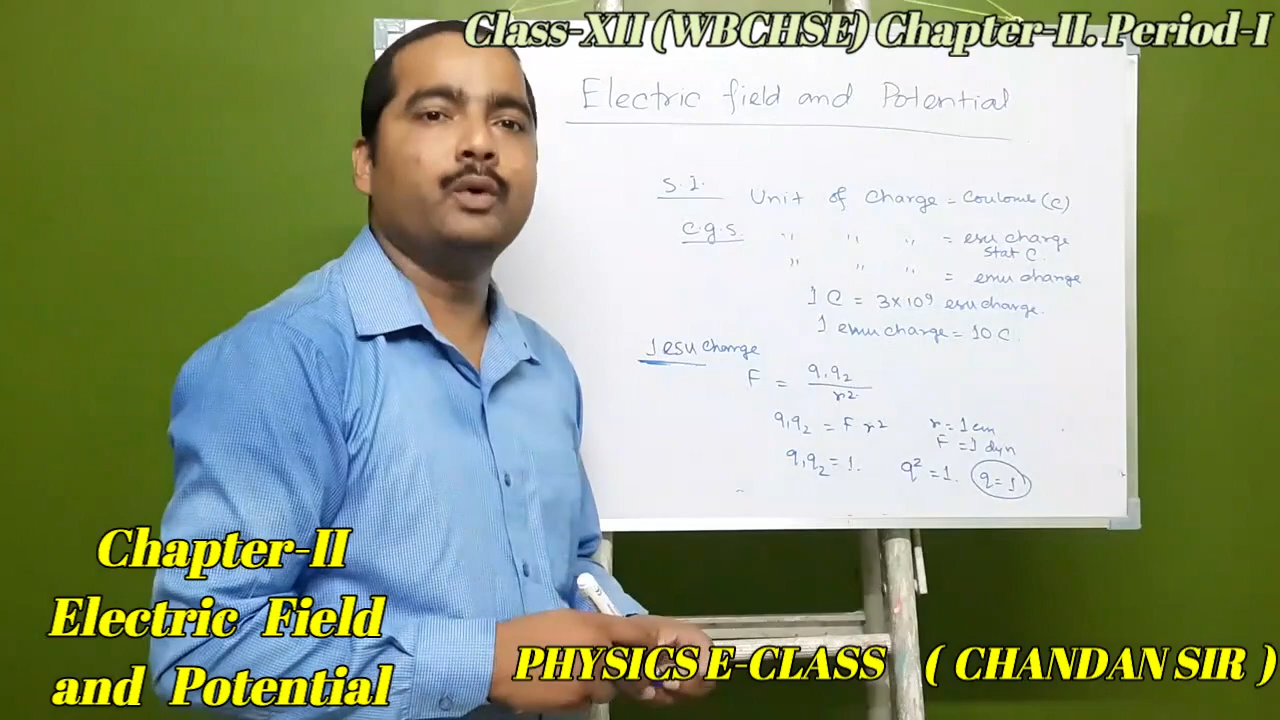 Class-XII (WBCHSE) Chapter-II. Period-I
Electric field and Potential
S.I. Unit of Charge = Coulomb (C)
C.g.s. " " " = esu charge
Stat C.
" " " = emu charge
1 C = 3×10⁹ esu charge.
1 emu charge = 10 C.
1 esu charge
F = q₁q₂ / r²
q₁q₂ = F r² r = 1 cm
F = 1 dyn
q₁q₂ = 1. q² = 1. q = 1
Chapter-II
Electric Field
and Potential
PHYSICS E-CLASS ( CHANDAN SIR )